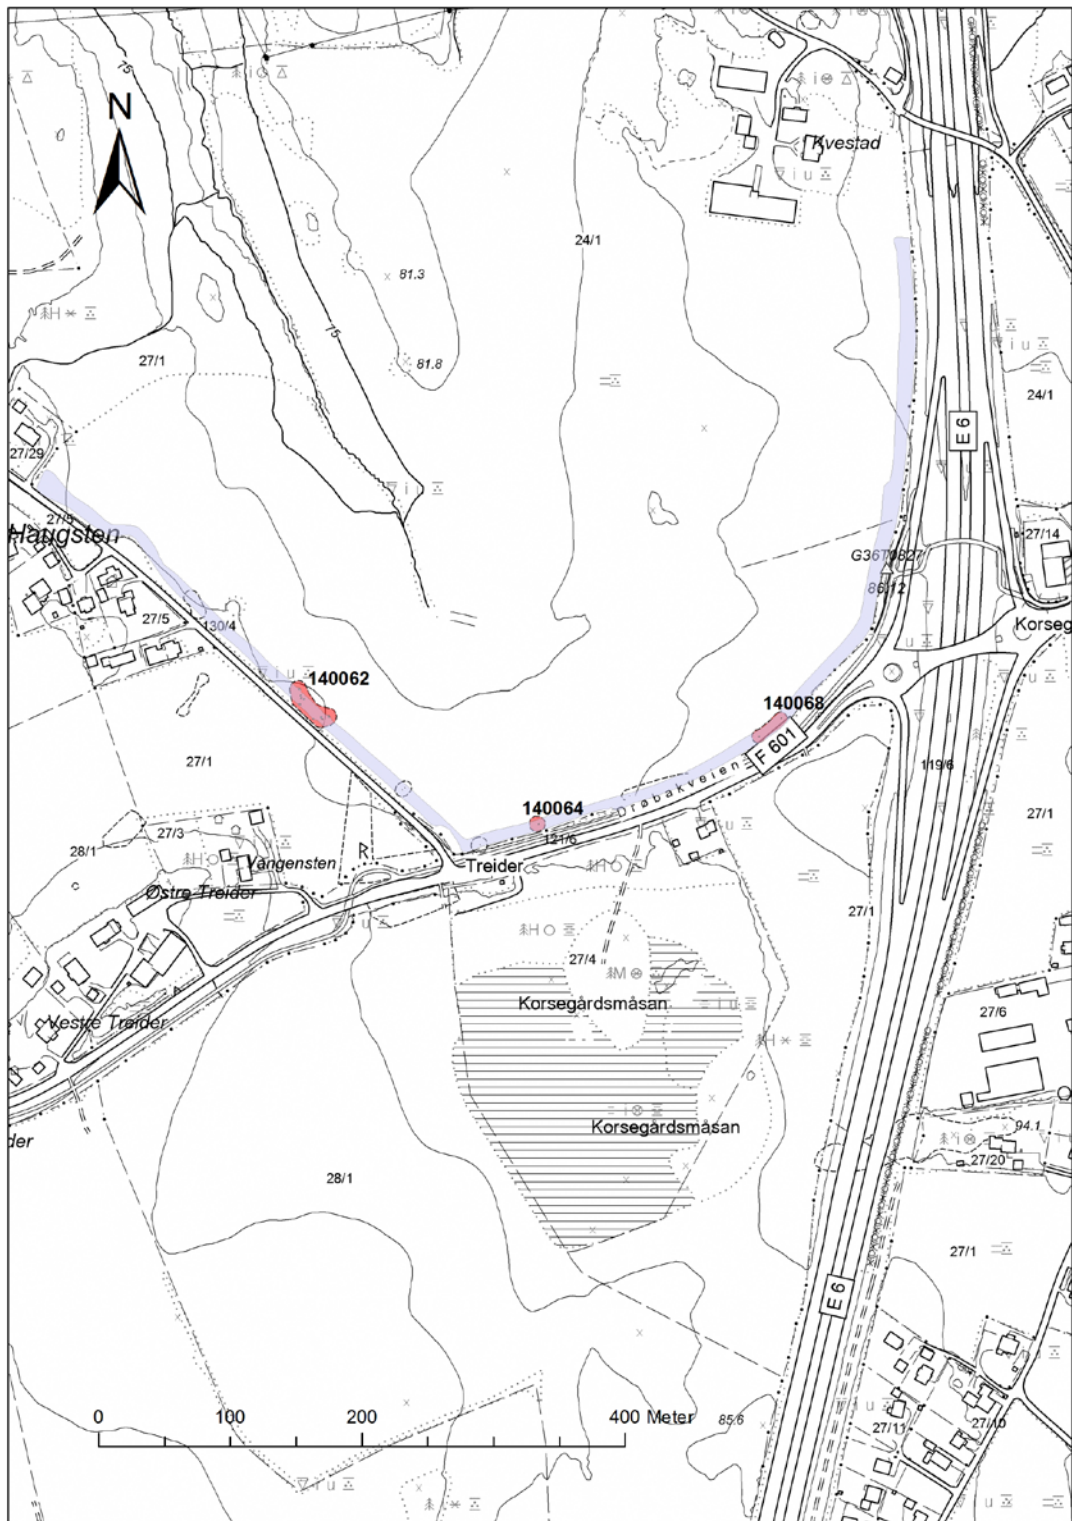 N
75
Kvestad
24/1
81.3
75
27/1
81.8
24/1
E 6
27/29
27/5
Haugsten
27/14
G36T0827
86.12
27/5
130/4
Korseg
140062
140068
F 601
27/1
119/6
Drøbakveien
140064
121/6
27/1
27/3
28/1
Vangensten
R
Treider
Østre Treider
27/1
27/4
Korsegårdsmåsan
27/6
Vestre Treider
94.1
Korsegårdsmåsan
der
27/20
28/1
27/1
E 6
0 100 200 400 Meter
85.6
27/11
27/10